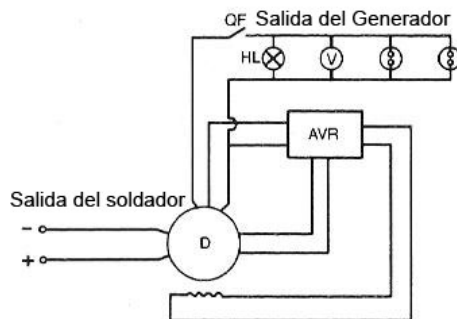 QF Salida del Generador
HL V
AVR
Salida del soldador
-
D
+